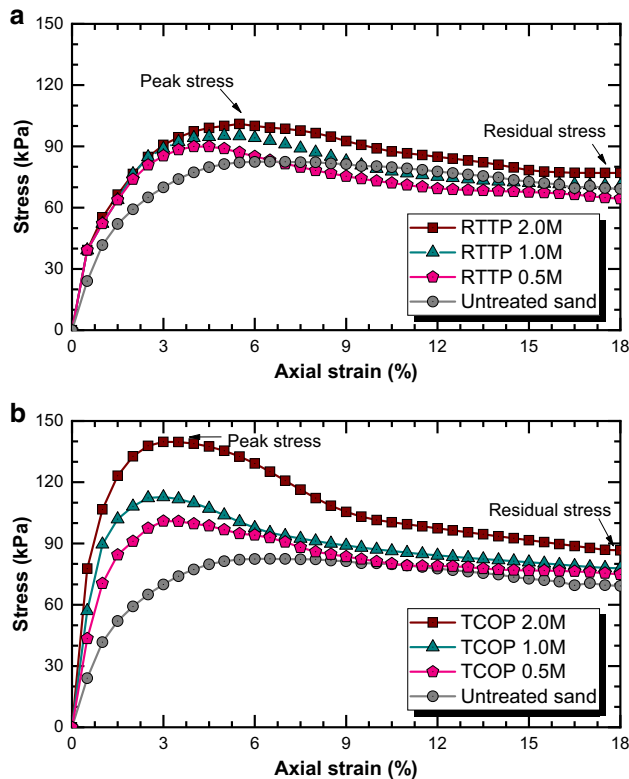 a
150
120
90
60
30
0
Stress (kPa)
Peak stress
Residual stress
RTTP 2.0M
RTTP 1.0M
RTTP 0.5M
Untreated sand
0 3 6 9 12 15 18
Axial strain (%)
b
150
120
90
60
30
0
Stress (kPa)
Peak stress
Residual stress
TCOP 2.0M
TCOP 1.0M
TCOP 0.5M
Untreated sand
0 3 6 9 12 15 18
Axial strain (%)